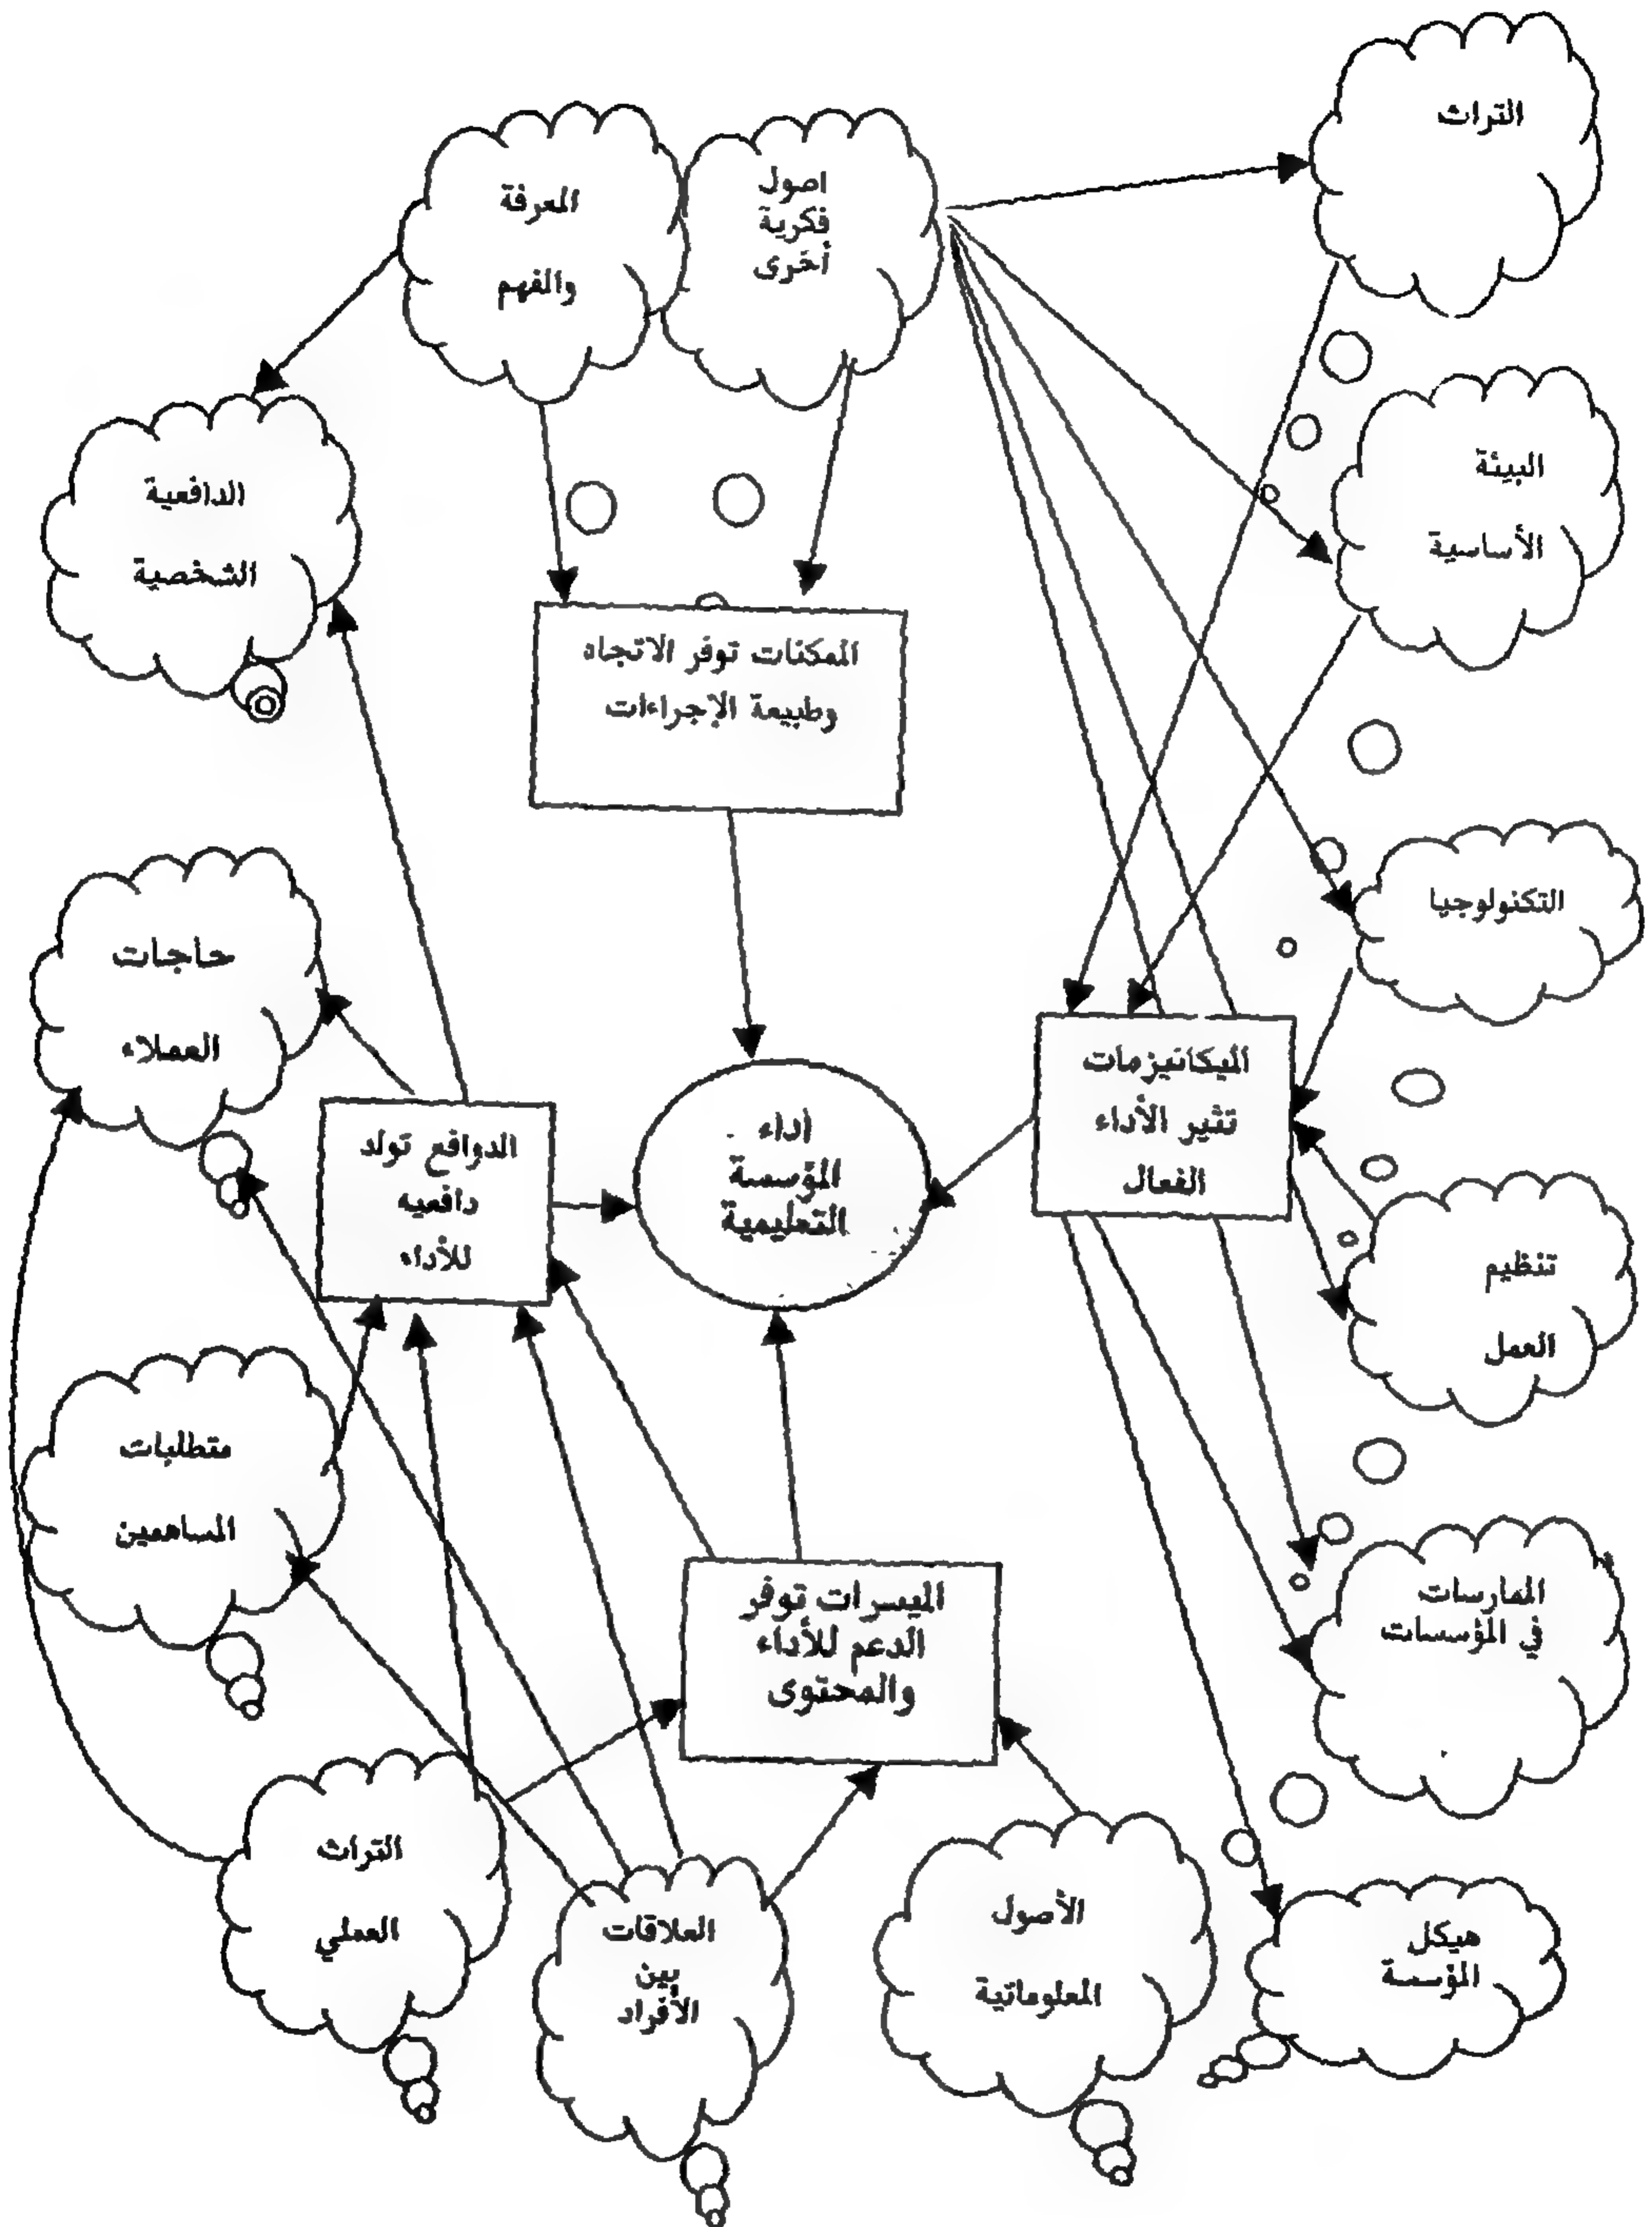 التراث
اصول
فكرية
أخرى
المعرفة
والفهم
البيئة
الأساسية
الدافعية
الشخصية
الممكنات توفر الاتجاه
وطبيعة الإجراءات
التكنولوجيا
حاجات
العملاء
الميكانيزمات
تثير الأداء
الفعال
أداء
المؤسسة
التعليمية
الدوافع تولد
دافعيه
للأداء
تنظيم
العمل
متطلبات
المساهمين
الممارسات
في المؤسسات
الميسرات توفر
الدعم للأداء
والمحتوى
التراث
العملي
العلاقات
بين
الأفراد
الأصول
المعلوماتية
هيكل
المؤسسة